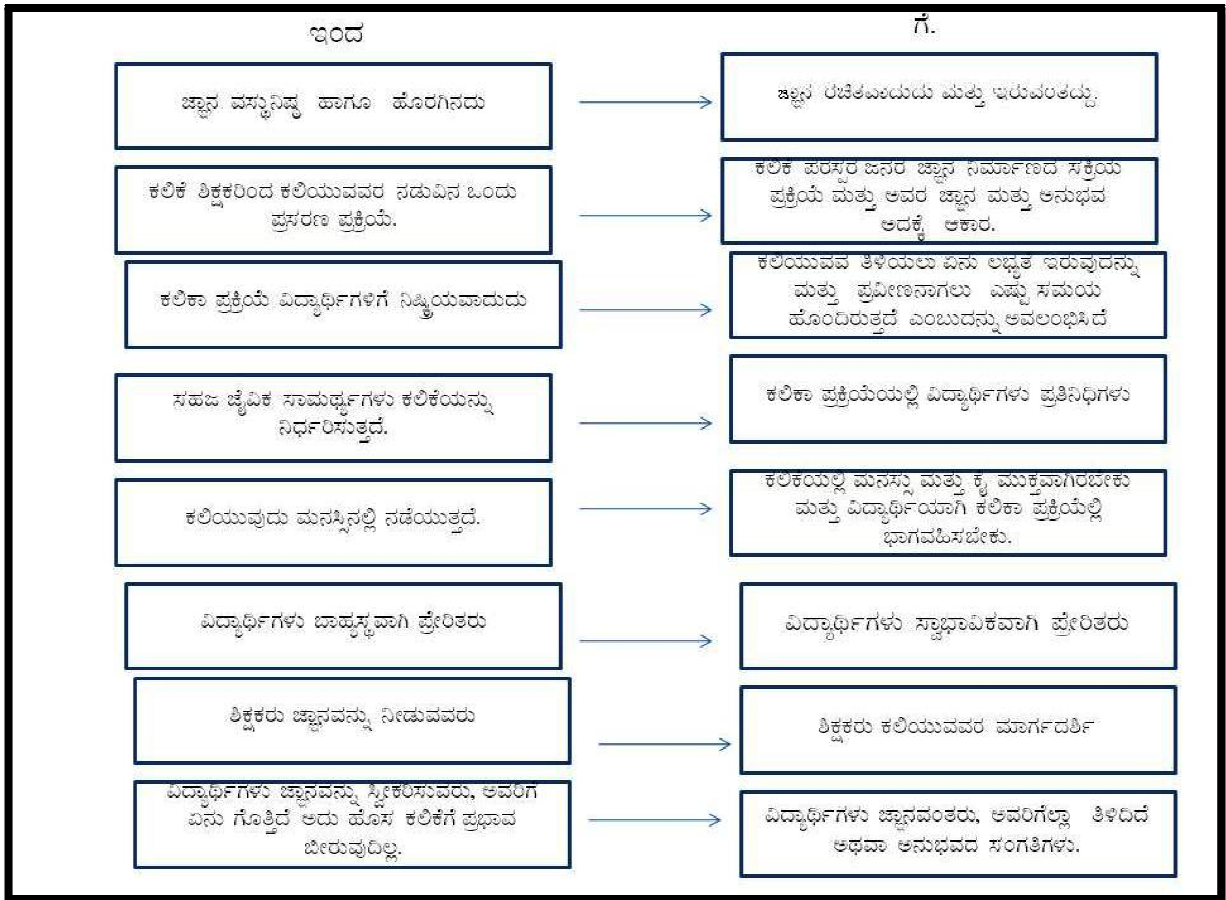 ಇಂದ
ಗೆ.
ಜ್ಞಾನ ವಸ್ತುನಿಷ್ಠ ಹಾಗೂ ಹೊರಗಿನದು
ಜ್ಞಾನ ರಚಿತವಾದುದು ಮತ್ತು ಇರುವಂತದ್ದು.
ಕಲಿಕೆ ಶಿಕ್ಷಕರಿಂದ ಕಲಿಯುವವರ ನಡುವಿನ ಒಂದು
ಪ್ರಸರಣ ಪ್ರಕ್ರಿಯೆ.
ಕಲಿಕೆ ಪರಸ್ಪರ ಜನರ ಜ್ಞಾನ ನಿರ್ಮಾಣದ ಸಕ್ರಿಯ
ಪ್ರಕ್ರಿಯೆ ಮತ್ತು ಅವರ ಜ್ಞಾನ ಮತ್ತು ಅನುಭವ
ಅದಕ್ಕೆ ಆಕಾರ.
ಕಲಿಕಾ ಪ್ರಕ್ರಿಯೆ ವಿದ್ಯಾರ್ಥಿಗಳಿಗೆ ನಿಷ್ಕ್ರಿಯವಾದುದು
ಕಲಿಯುವವ ತಿಳಿಯಲು ಏನು ಲಭ್ಯತೆ ಇರುವುದನ್ನು
ಮತ್ತು ಪ್ರವೀಣನಾಗಲು ಎಷ್ಟು ಸಮಯ
ಹೊಂದಿರುತ್ತದೆ ಎಂಬುದನ್ನು ಅವಲಂಭಿಸಿದೆ
ಸಹಜ ಜೈವಿಕ ಸಾಮರ್ಥ್ಯಗಳು ಕಲಿಕೆಯನ್ನು
ನಿರ್ಧರಿಸುತ್ತದೆ.
ಕಲಿಕಾ ಪ್ರಕ್ರಿಯೆಯಲ್ಲಿ ವಿದ್ಯಾರ್ಥಿಗಳು ಪ್ರತಿನಿಧಿಗಳು
ಕಲಿಯುವುದು ಮನಸ್ಸಿನಲ್ಲಿ ನಡೆಯುತ್ತದೆ.
ಕಲಿಕೆಯಲ್ಲಿ ಮನಸ್ಸು ಮತ್ತು ಕೈ ಮುಕ್ತವಾಗಿರಬೇಕು
ಮತ್ತು ವಿದ್ಯಾರ್ಥಿಯಾಗಿ ಕಲಿಕಾ ಪ್ರಕ್ರಿಯೆಲ್ಲಿ
ಭಾಗವಹಿಸಬೇಕು.
ವಿದ್ಯಾರ್ಥಿಗಳು ಬಾಹ್ಯಸ್ಥವಾಗಿ ಪ್ರೇರಿತರು
ವಿದ್ಯಾರ್ಥಿಗಳು ಸ್ವಾಭಾವಿಕವಾಗಿ ಪ್ರೇರಿತರು
ಶಿಕ್ಷಕರು ಜ್ಞಾನವನ್ನು ನೀಡುವವರು
ಶಿಕ್ಷಕರು ಕಲಿಯುವವರ ಮಾರ್ಗದರ್ಶಿ
ವಿದ್ಯಾರ್ಥಿಗಳು ಜ್ಞಾನವನ್ನು ಸ್ವೀಕರಿಸುವರು, ಅವರಿಗೆ
ಏನು ಗೊತ್ತಿದೆ ಅದು ಹೊಸ ಕಲಿಕೆಗೆ ಪ್ರಭಾವ
ಬೀರುವುದಿಲ್ಲ.
ವಿದ್ಯಾರ್ಥಿಗಳು ಜ್ಞಾನವಂತರು, ಅವರಿಗೆಲ್ಲಾ ತಿಳಿದಿದೆ
ಅಥವಾ ಅನುಭವದ ಸಂಗತಿಗಳು.